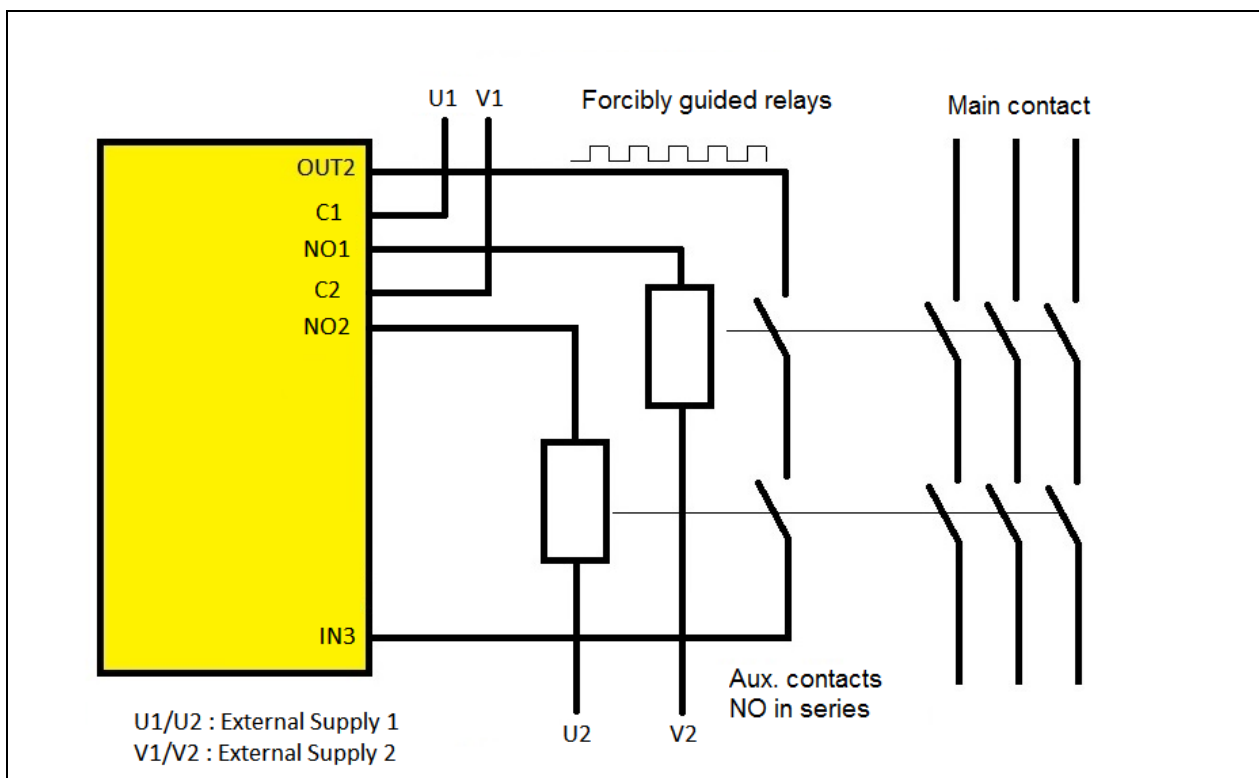 U1 V1
Forcibly guided relays
Main contact
OUT2
C1
NO1
C2
NO2
IN3
Aux. contacts
NO in series
U2 V2
U1/U2 : External Supply 1
V1/V2 : External Supply 2